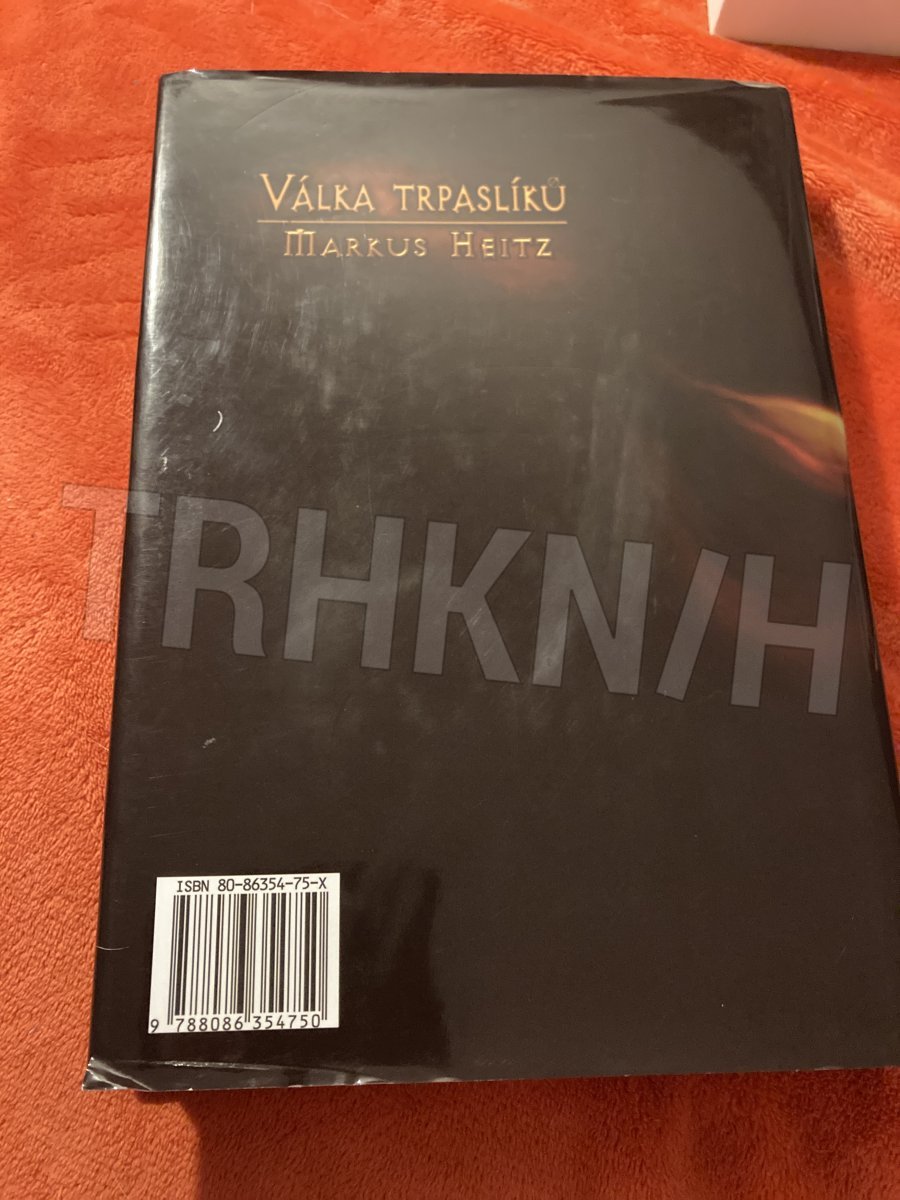 VÁLKA TRPASLÍKŮ
MARKUS HEITZ
TRHKN/H
ISBN 80-86354-75-X
9 788086 354750